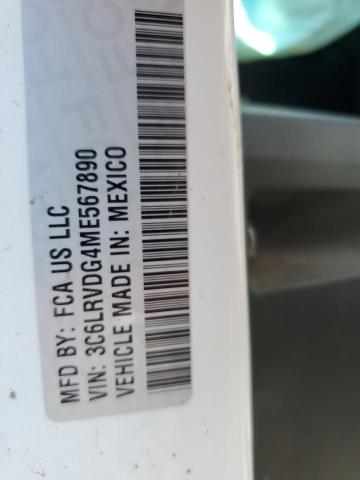 MFD BY: FCA US LLC
VIN: 3C6LRVDG4ME567890
VEHICLE MADE IN: MEXICO